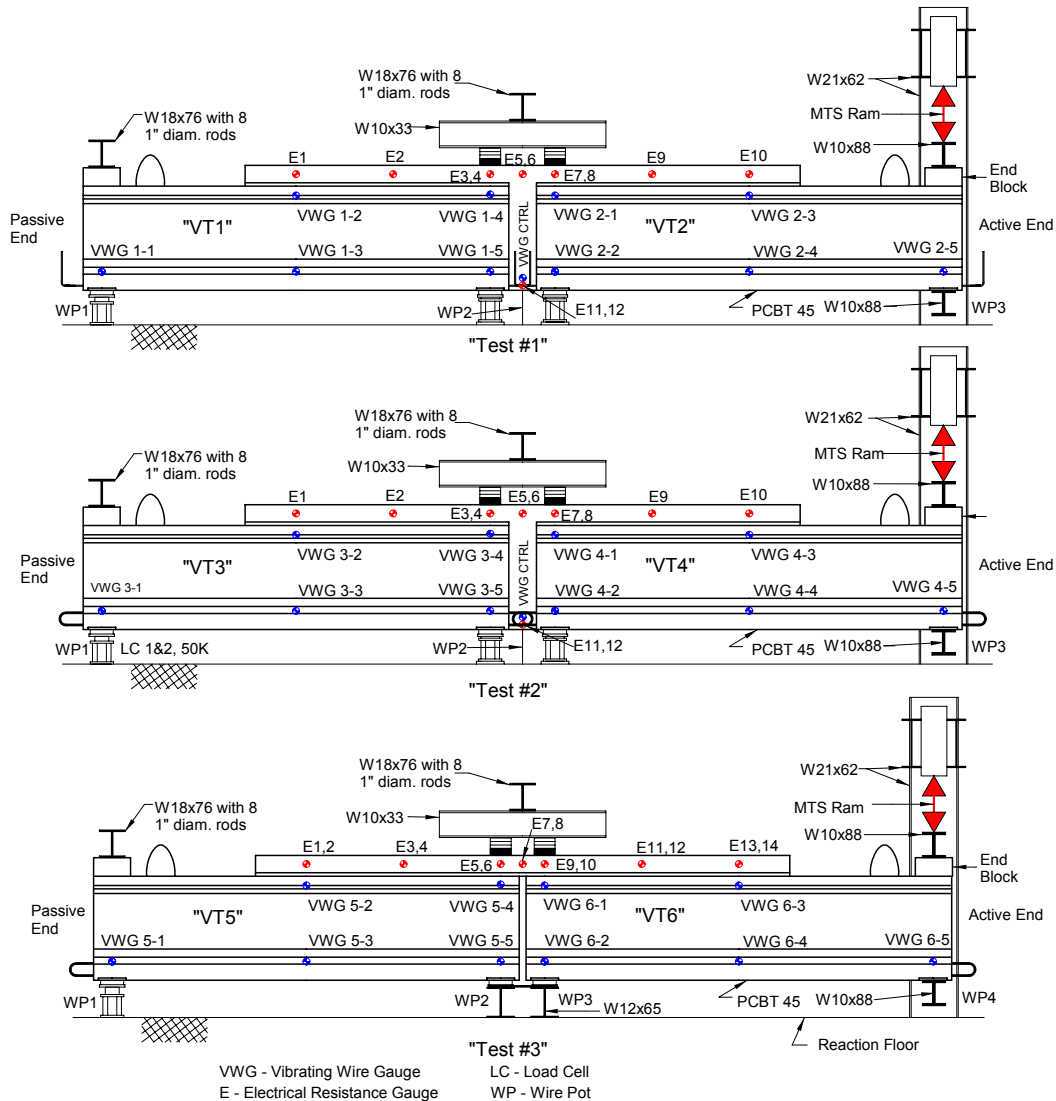 W18x76 with 8
1" diam. rods
W21x62
W18x76 with 8
1" diam. rods
W10x33
MTS Ram
W10x88
E1
E2
E5,6
E9
E10
E3,4
E7,8
End
Block
Passive
End
"VT1"
VWG 1-2
VWG 1-4
VWG CTRL
VWG 2-1
"VT2"
VWG 2-3
Active End
VWG 1-1
VWG 1-3
VWG 1-5
VWG 2-2
VWG 2-4
VWG 2-5
WP1
WP2
E11,12
PCBT 45
W10x88
WP3
"Test #1"
W18x76 with 8
1" diam. rods
W21x62
W18x76 with 8
1" diam. rods
W10x33
MTS Ram
W10x88
E1
E2
E5,6
E9
E10
E3,4
E7,8
Passive
End
"VT3"
VWG 3-2
VWG 3-4
VWG CTRL
VWG 4-1
"VT4"
VWG 4-3
Active End
VWG 3-1
VWG 3-3
VWG 3-5
VWG 4-2
VWG 4-4
VWG 4-5
WP1
LC 1&2, 50K
WP2
E11,12
PCBT 45
W10x88
WP3
"Test #2"
W18x76 with 8
1" diam. rods
W21x62
W18x76 with 8
1" diam. rods
W10x33
MTS Ram
E7,8
W10x88
E1,2
E3,4
E5,6
E9,10
E11,12
E13,14
End
Block
Passive
End
"VT5"
VWG 5-2
VWG 5-4
VWG 6-1
"VT6"
VWG 6-3
Active End
VWG 5-1
VWG 5-3
VWG 5-5
VWG 6-2
VWG 6-4
VWG 6-5
WP1
WP2
WP3
W12x65
PCBT 45
W10x88
WP4
"Test #3"
Reaction Floor
VWG - Vibrating Wire Gauge
LC - Load Cell
E - Electrical Resistance Gauge
WP - Wire Pot